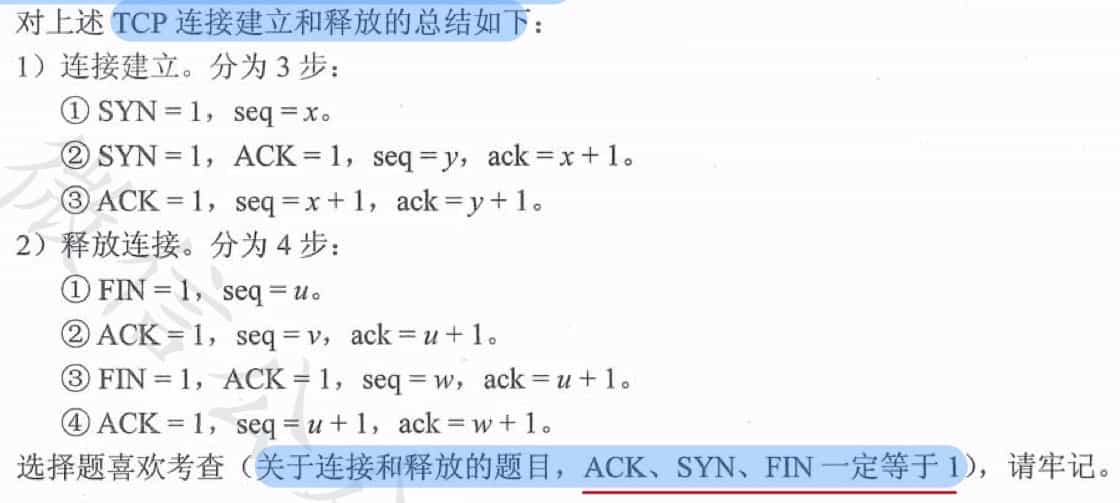 对上述 TCP 连接建立和释放的总结如下：
1）连接建立。分为 3 步：
① SYN = 1，seq = x。
② SYN = 1，ACK = 1，seq = y，ack = x + 1。
③ ACK = 1，seq = x + 1，ack = y + 1。
2）释放连接。分为 4 步：
① FIN = 1，seq = u。
② ACK = 1，seq = v，ack = u + 1。
③ FIN = 1，ACK = 1，seq = w，ack = u + 1。
④ ACK = 1，seq = u + 1，ack = w + 1。
选择题喜欢考查（关于连接和释放的题目，ACK、SYN、FIN 一定等于 1），请牢记。
微信公